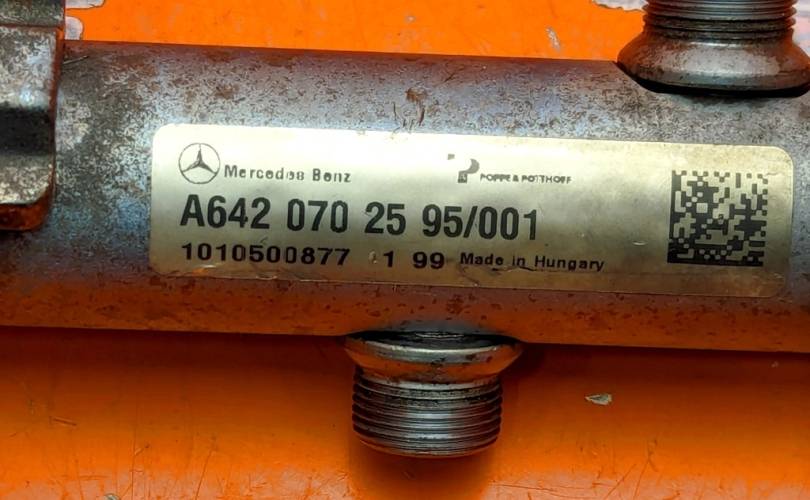 Mercedes Benz
POPPE & POTTHOFF
A642 070 25 95/001
1010500877 1 99 Made in Hungary